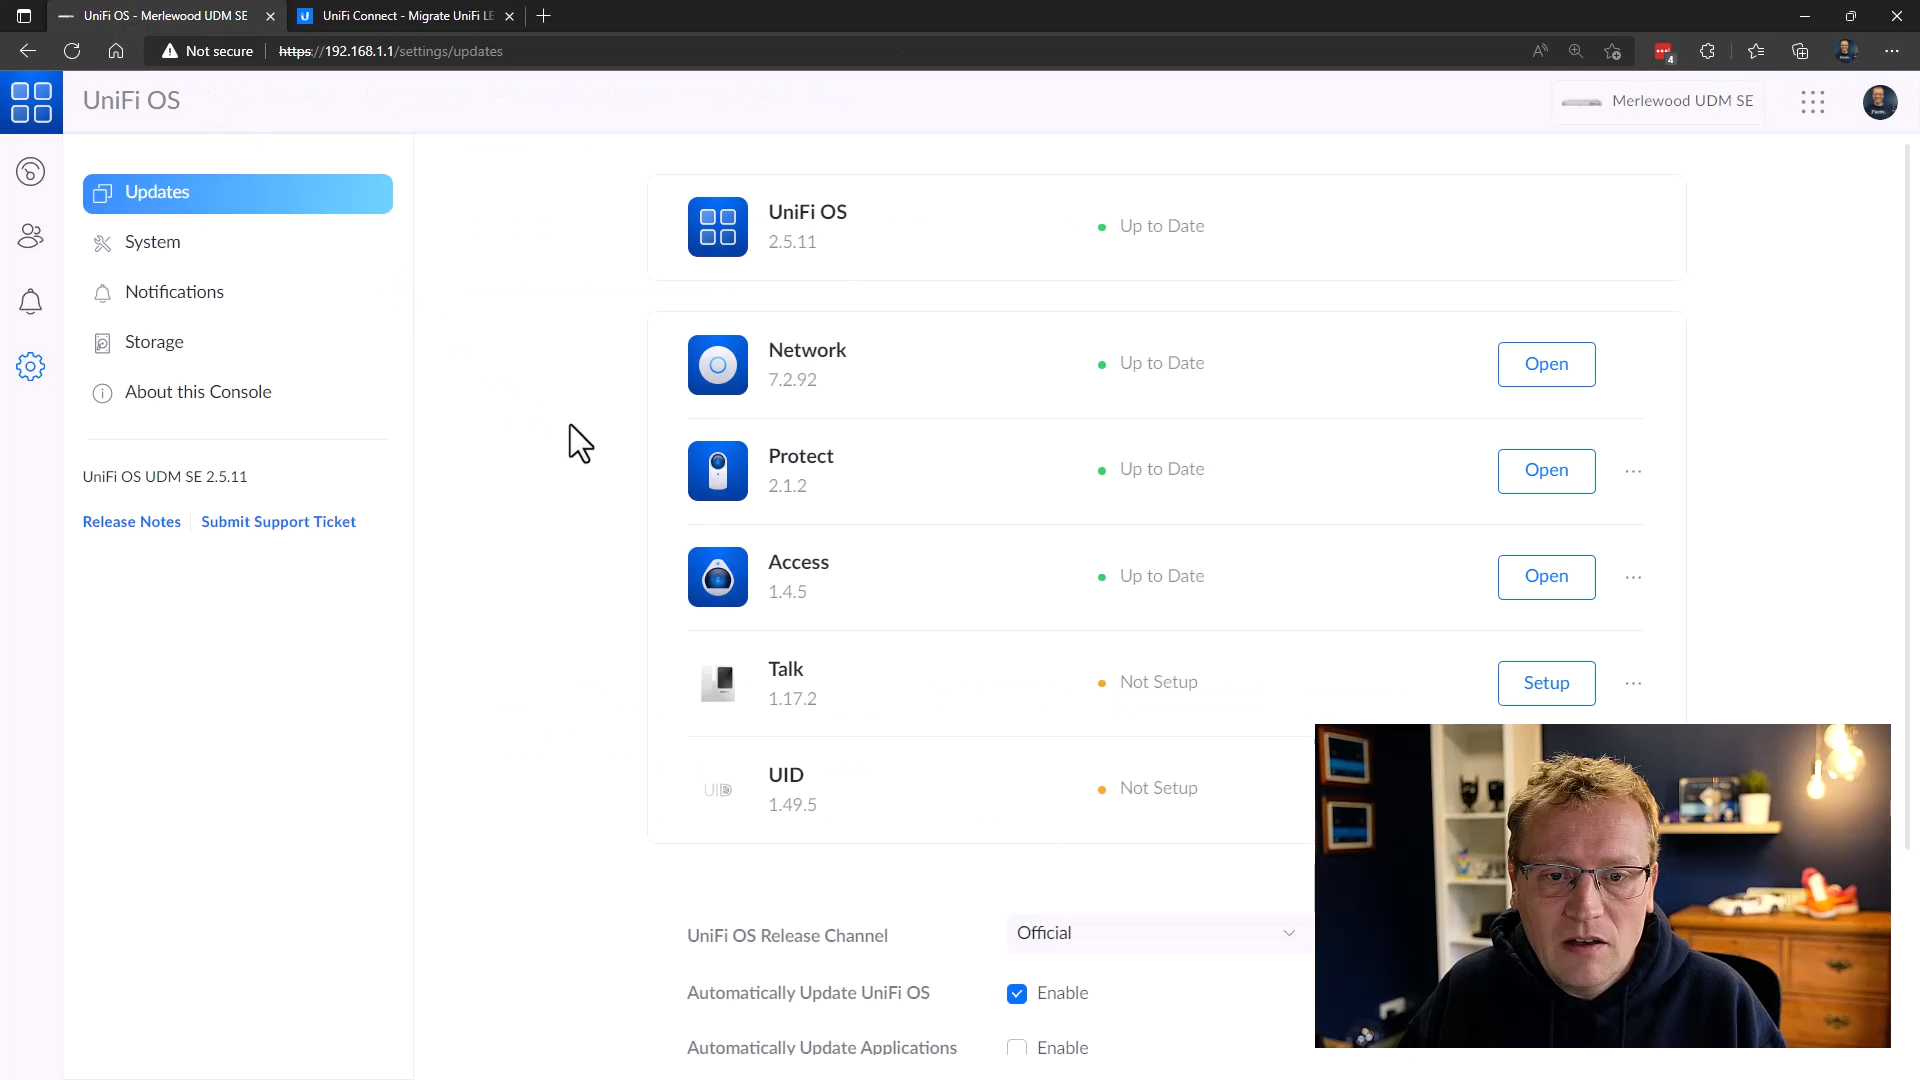 UniFi OS - Merlewood UDM SE
UniFi Connect - Migrate UniFi LE
Not secure
https://192.168.1.1/settings/updates
4
UniFi OS
Merlewood UDM SE
Updates
System
Notifications
Storage
About this Console
UniFi OS UDM SE 2.5.11
Release Notes
Submit Support Ticket
UniFi OS
2.5.11
Up to Date
Network
7.2.92
Up to Date
Open
Protect
2.1.2
Up to Date
Open
Access
1.4.5
Up to Date
Open
Talk
1.17.2
Not Setup
Setup
UID
UID
1.49.5
Not Setup
UniFi OS Release Channel
Official
Automatically Update UniFi OS
Enable
Automatically Update Applications
Enable